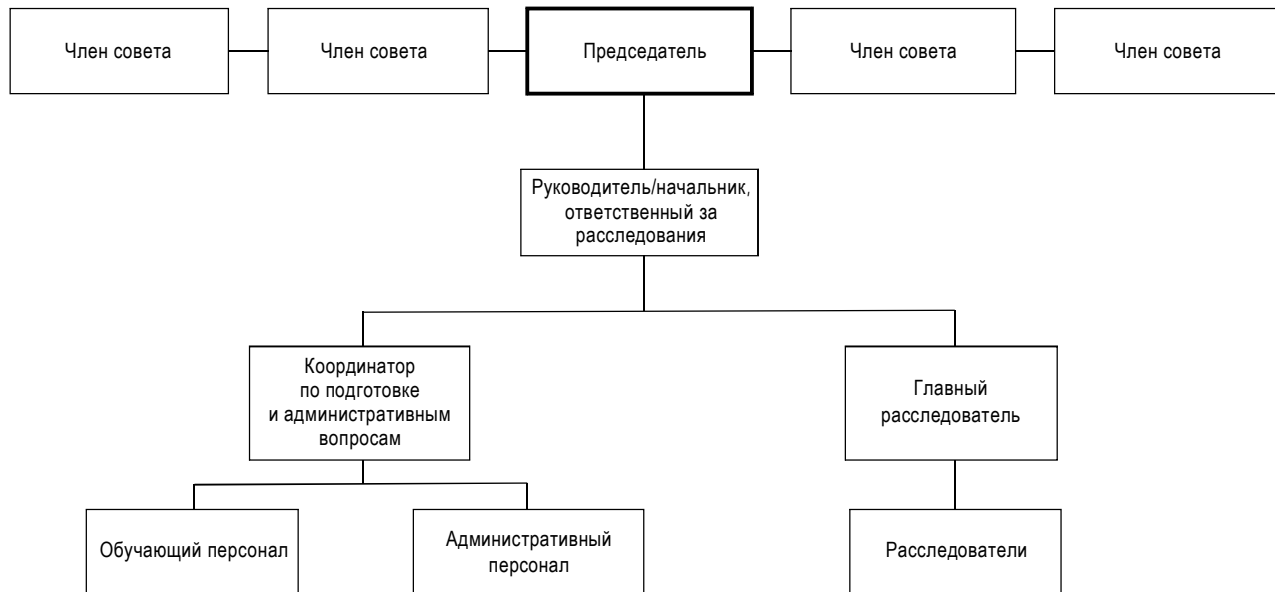 Член совета
Член совета
Председатель
Член совета
Член совета
Руководитель/начальник,
ответственный за
расследования
Координатор
по подготовке
и административным
вопросам
Главный
расследователь
Обучающий персонал
Административный
персонал
Расследователи